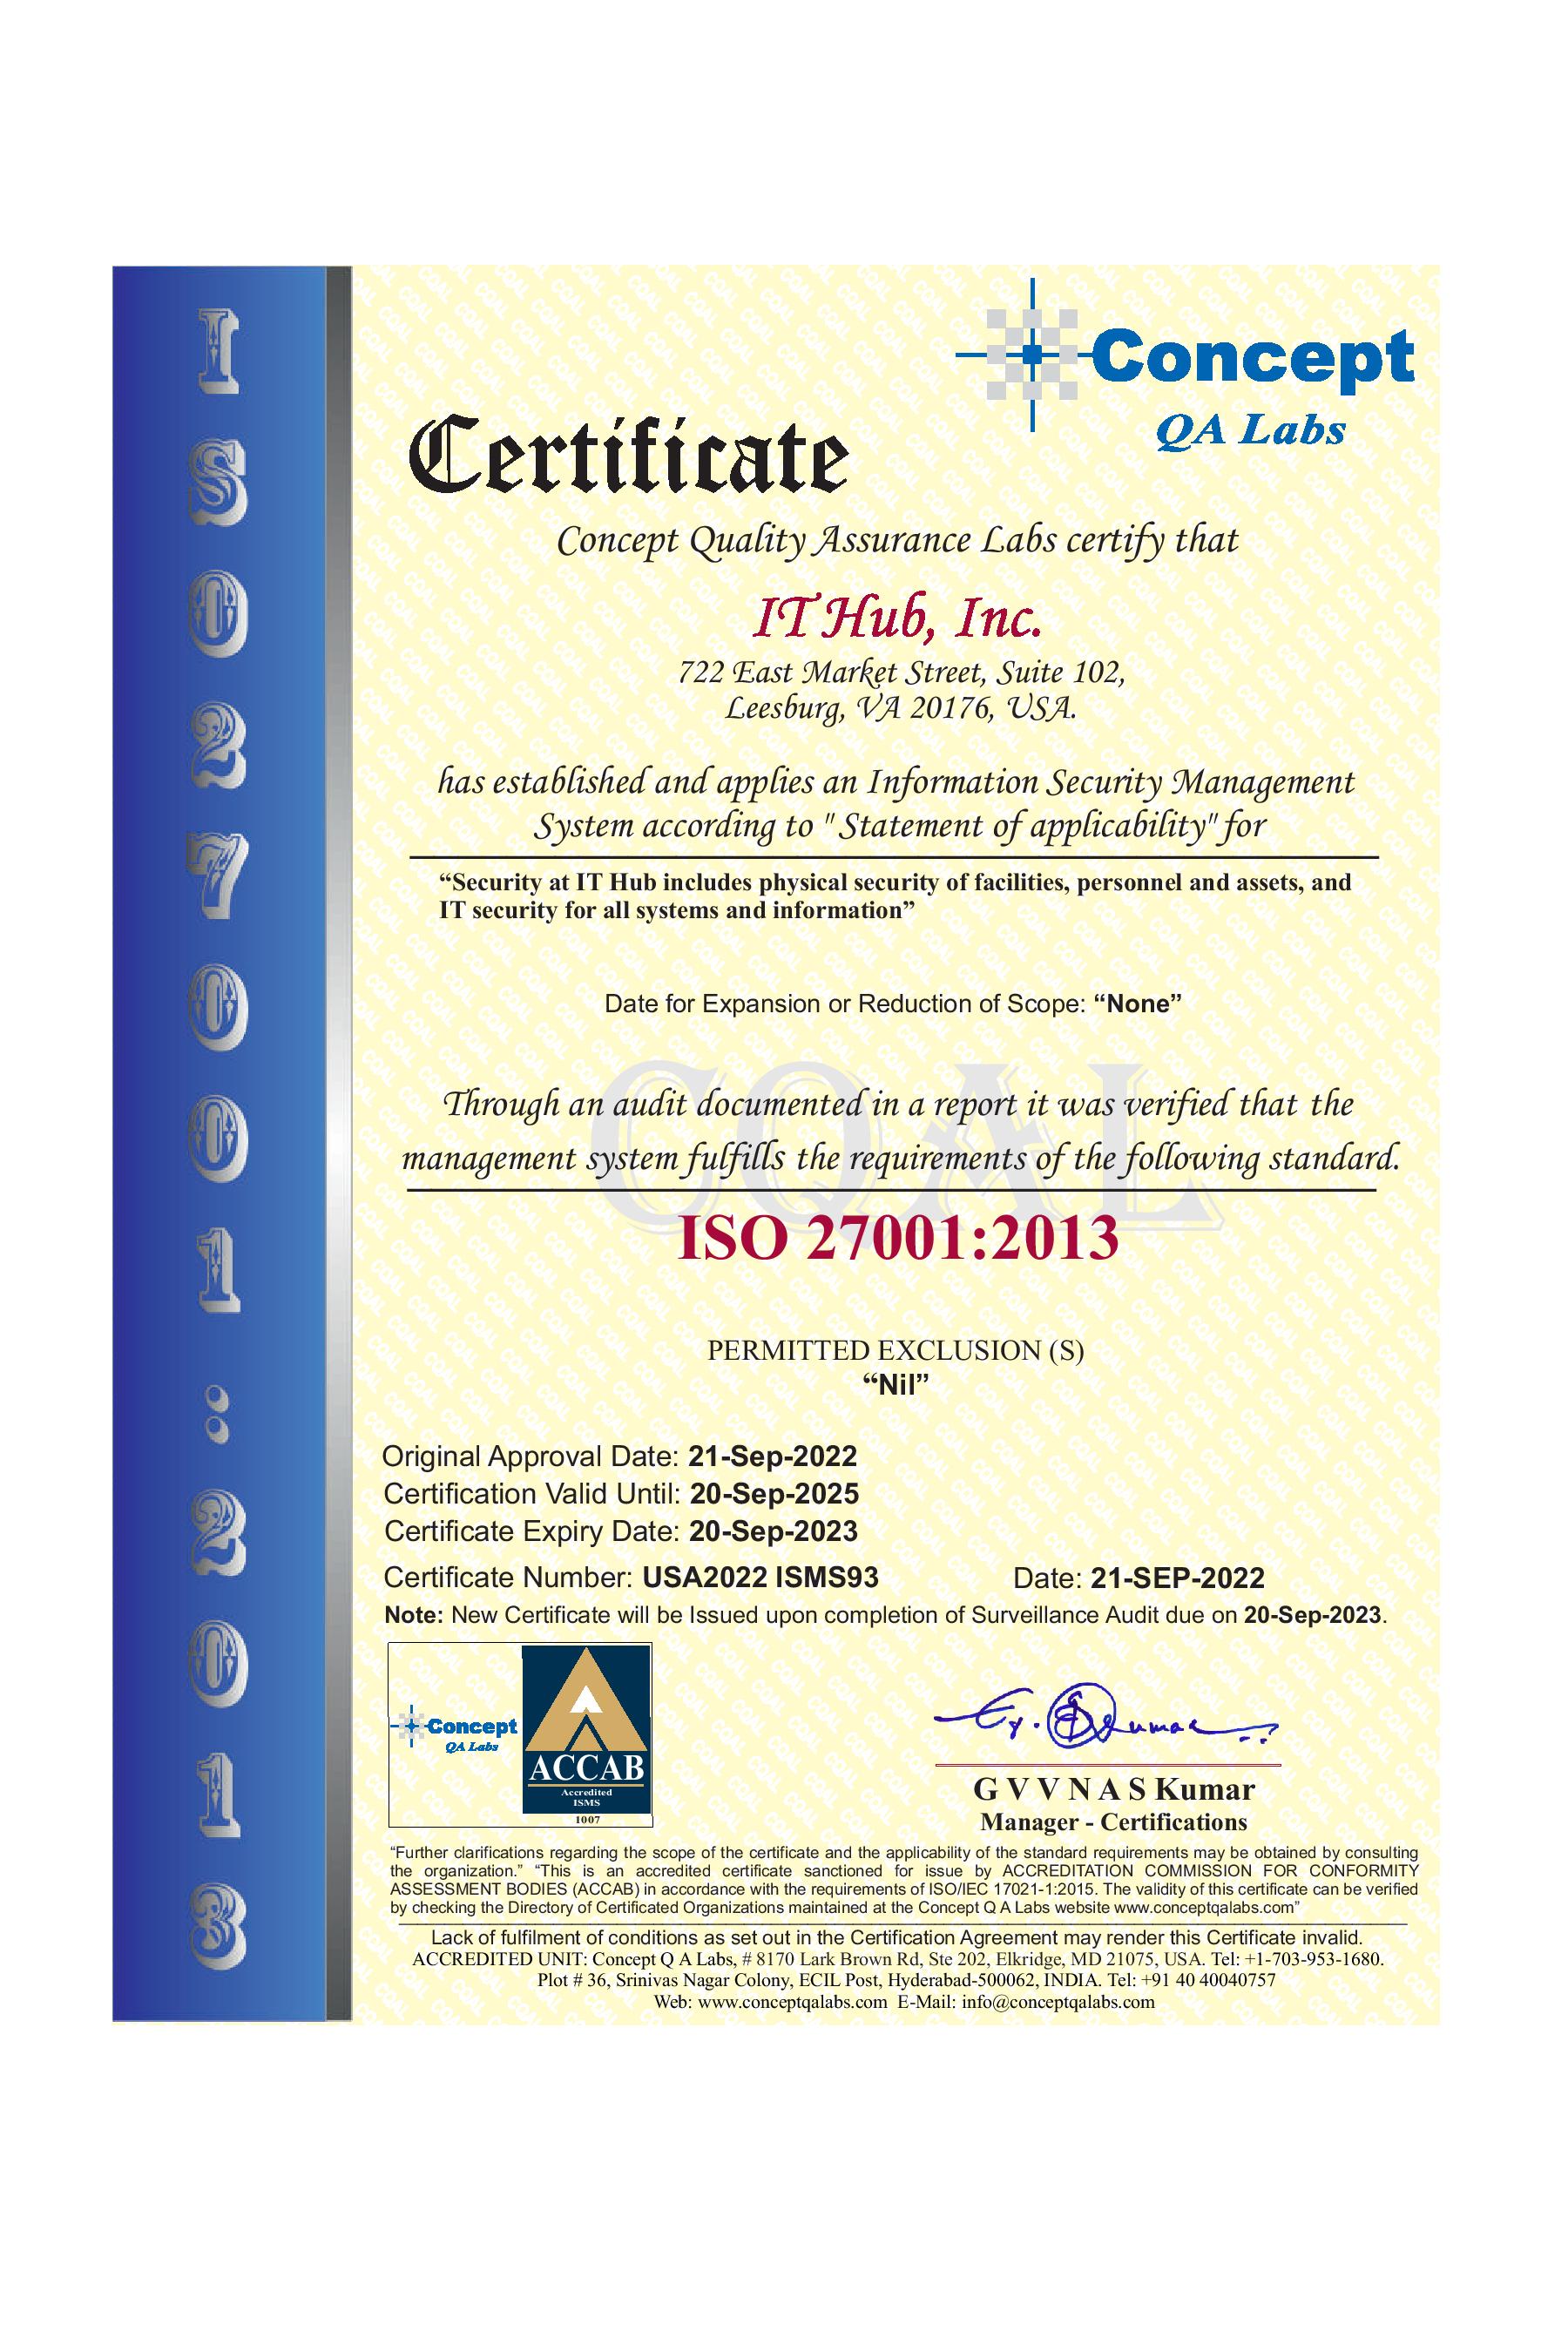 ISO27001:2013
Concept
QA Labs
Certificate
Concept Quality Assurance Labs certify that
IT Hub, Inc.
722 East Market Street, Suite 102,
Leesburg, VA 20176, USA.
has established and applies an Information Security Management
System according to " Statement of applicability" for
“Security at IT Hub includes physical security of facilities, personnel and assets, and
IT security for all systems and information”
Date for Expansion or Reduction of Scope: “None”
CQAL
Through an audit documented in a report it was verified that the
management system fulfills the requirements of the following standard.
ISO 27001:2013
PERMITTED EXCLUSION (S)
“Nil”
Original Approval Date: 21-Sep-2022
Certification Valid Until: 20-Sep-2025
Certificate Expiry Date: 20-Sep-2023
Certificate Number: USA2022 ISMS93 Date: 21-SEP-2022
Note: New Certificate will be Issued upon completion of Surveillance Audit due on 20-Sep-2023.
Concept
QA Labs
ACCAB
Accredited
ISMS
1007
G V V N A S Kumar
Manager - Certifications
“Further clarifications regarding the scope of the certificate and the applicability of the standard requirements may be obtained by consulting
the organization.” “This is an accredited certificate sanctioned for issue by ACCREDITATION COMMISSION FOR CONFORMITY
ASSESSMENT BODIES (ACCAB) in accordance with the requirements of ISO/IEC 17021-1:2015. The validity of this certificate can be verified
by checking the Directory of Certificated Organizations maintained at the Concept Q A Labs website www.conceptqalabs.com”
Lack of fulfilment of conditions as set out in the Certification Agreement may render this Certificate invalid.
ACCREDITED UNIT: Concept Q A Labs, # 8170 Lark Brown Rd, Ste 202, Elkridge, MD 21075, USA. Tel: +1-703-953-1680.
Plot # 36, Srinivas Nagar Colony, ECIL Post, Hyderabad-500062, INDIA. Tel: +91 40 40040757
Web: www.conceptqalabs.com E-Mail: info@conceptqalabs.com